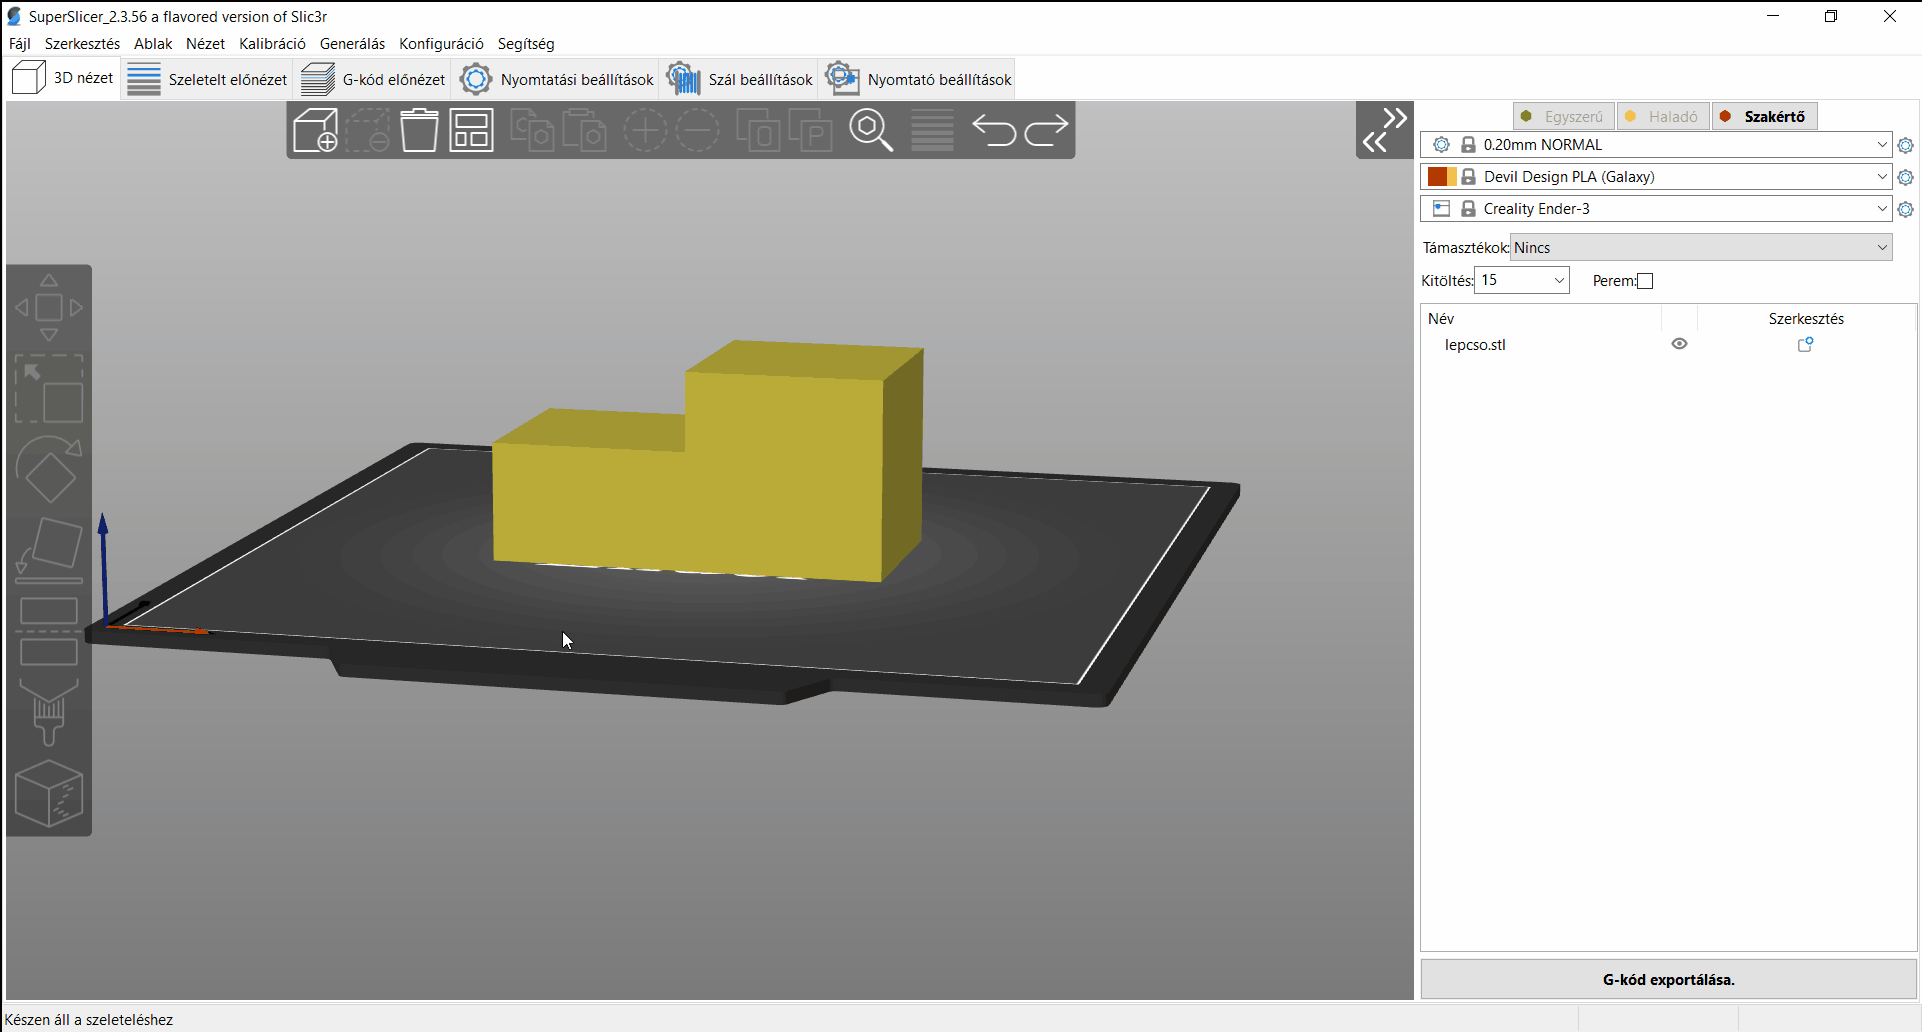 SuperSlicer_2.3.56 a flavored version of Slic3r
Fájl Szerkesztés Ablak Nézet Kalibráció Generálás Konfiguráció Segítség
3D nézet Szeletelt előnézet G-kód előnézet Nyomtatási beállítások Szál beállítások Nyomtató beállítások
Egyszerű Haladó Szakértő
0.20mm NORMAL
Devil Design PLA (Galaxy)
Creality Ender-3
Támasztékok: Nincs
Kitöltés: 15 Perem:
Név Szerkesztés
lepcso.stl
G-kód exportálása.
Készen áll a szeleteléshez